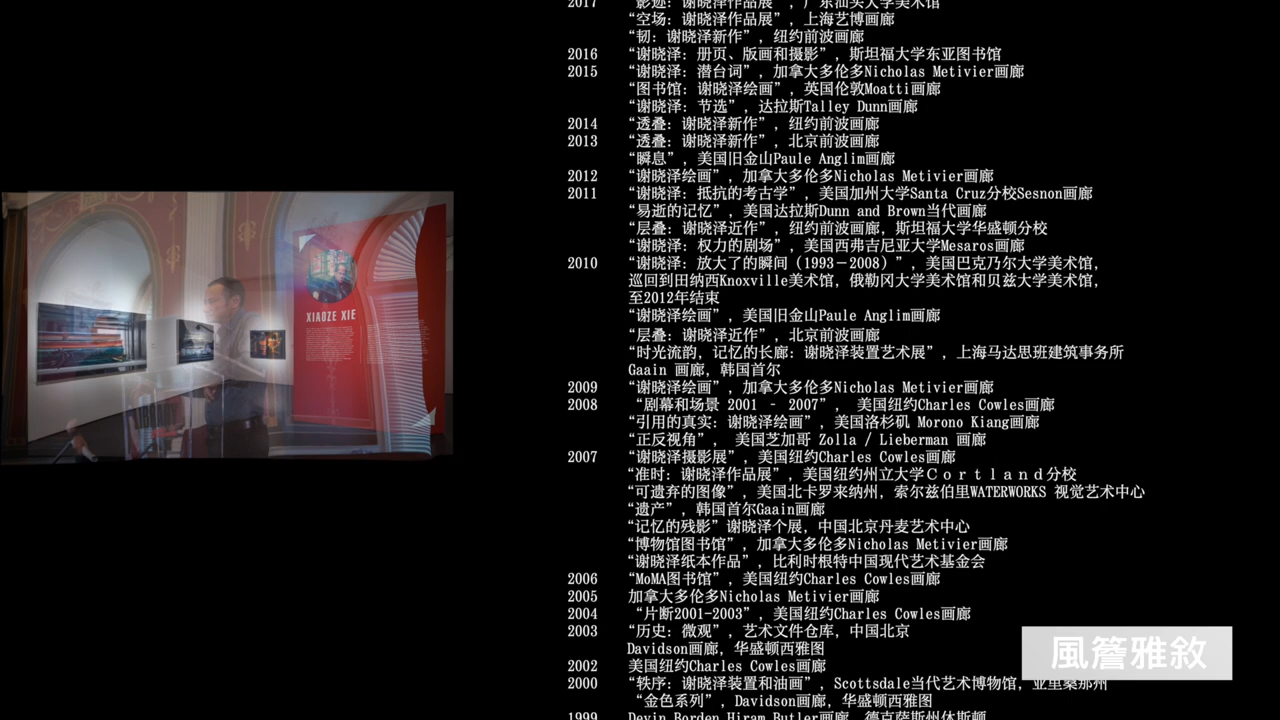 2017 “影迹：谢晓泽作品展”，广东汕头大学美术馆
“空场：谢晓泽作品展”，上海艺博画廊
“韧：谢晓泽新作”，纽约前波画廊
2016 “谢晓泽：册页、版画和摄影”，斯坦福大学东亚图书馆
2015 “谢晓泽：潜台词”，加拿大多伦多Nicholas Metivier画廊
“图书馆：谢晓泽绘画”，英国伦敦Moatti画廊
“谢晓泽：节选”，达拉斯Talley Dunn画廊
2014 “透叠：谢晓泽新作”，纽约前波画廊
2013 “透叠：谢晓泽新作”，北京前波画廊
“瞬息”，美国旧金山Paule Anglim画廊
2012 “谢晓泽绘画”，加拿大多伦多Nicholas Metivier画廊
2011 “谢晓泽：抵抗的考古学”，美国加州大学Santa Cruz分校Sesnon画廊
“易逝的记忆”，美国达拉斯Dunn and Brown当代画廊
“层叠：谢晓泽近作”，纽约前波画廊，斯坦福大学华盛顿分校
“谢晓泽：权力的剧场”，美国西弗吉尼亚大学Mesaros画廊
2010 “谢晓泽：放大了的瞬间（1993－2008）”，美国巴克乃尔大学美术馆，
巡回到田纳西Knoxville美术馆，俄勒冈大学美术馆和贝兹大学美术馆，
至2012年结束
“谢晓泽绘画”，美国旧金山Paule Anglim画廊
“层叠：谢晓泽近作”，北京前波画廊
“时光流韵，记忆的长廊：谢晓泽装置艺术展”，上海马达思班建筑事务所
Gaain 画廊，韩国首尔
2009 “谢晓泽绘画”，加拿大多伦多Nicholas Metivier画廊
2008 “剧幕和场景 2001 - 2007”， 美国纽约Charles Cowles画廊
“引用的真实：谢晓泽绘画”，美国洛杉矶 Morono Kiang画廊
“正反视角”， 美国芝加哥 Zolla / Lieberman 画廊
2007 “谢晓泽摄影展”，美国纽约Charles Cowles画廊
“准时：谢晓泽作品展”，美国纽约州立大学Ｃｏｒｔｌａｎｄ分校
“可遗弃的图像”，美国北卡罗来纳州，索尔兹伯里WATERWORKS 视觉艺术中心
“遗产”，韩国首尔Gaain画廊
“记忆的残影”谢晓泽个展，中国北京丹麦艺术中心
“博物馆图书馆”，加拿大多伦多Nicholas Metivier画廊
“谢晓泽纸本作品”，比利时根特中国现代艺术基金会
2006 “MoMA图书馆”，美国纽约Charles Cowles画廊
2005 加拿大多伦多Nicholas Metivier画廊
2004 “片断2001-2003”，美国纽约Charles Cowles画廊
2003 “历史：微观”，艺术文件仓库，中国北京
Davidson画廊，华盛顿西雅图
2002 美国纽约Charles Cowles画廊
2000 “轶序：谢晓泽装置和油画”，Scottsdale当代艺术博物馆，亚里桑那州
“金色系列”，Davidson画廊，华盛顿西雅图
1999 Devin Borden Hiram Butler画廊，德克萨斯州休斯顿
XIAOZE XIE
風簷雅敘